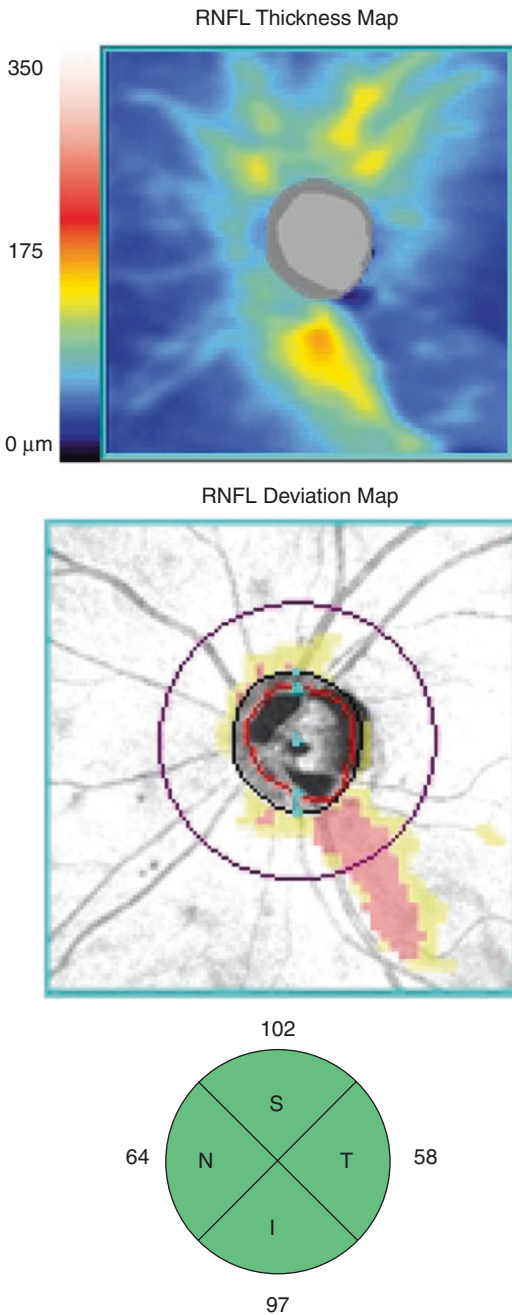 RNFL Thickness Map
350
175
0 μm
RNFL Deviation Map
102
S
64
N
T
58
I
97